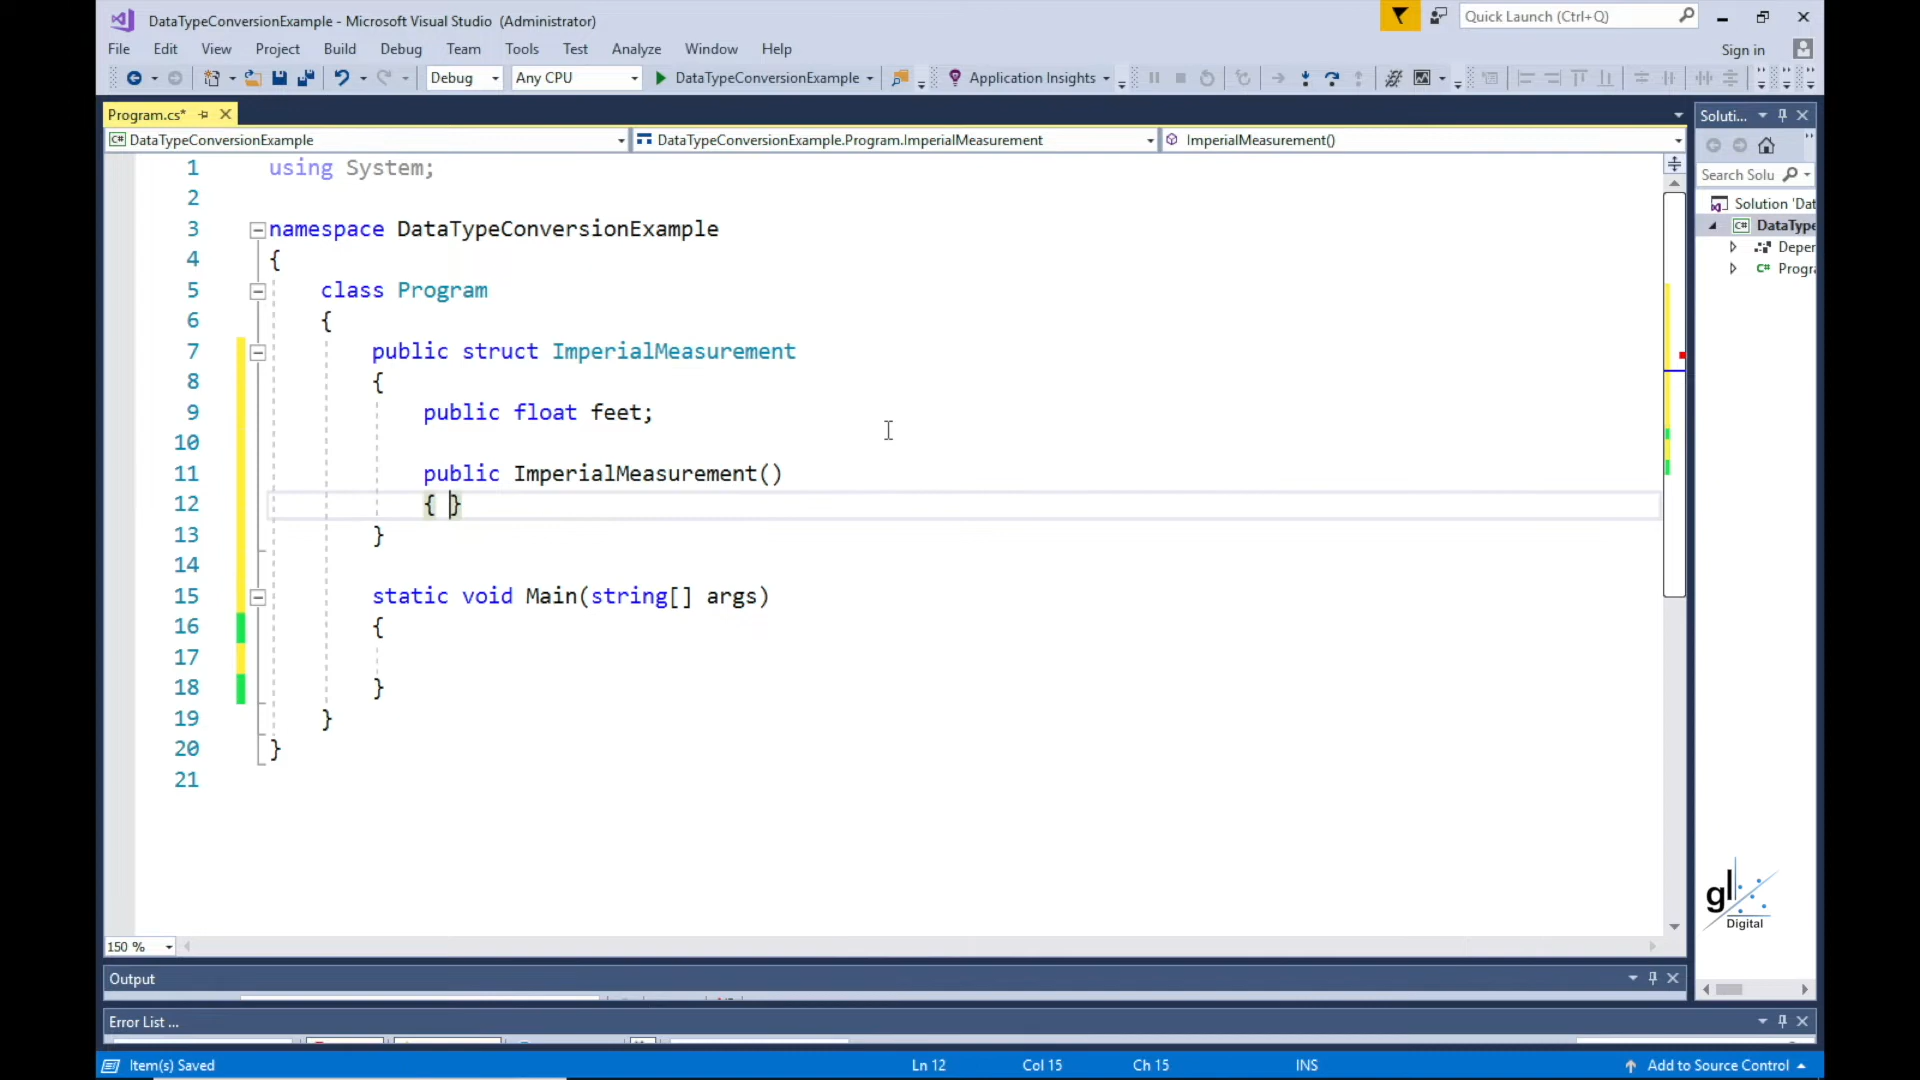 DataTypeConversionExample - Microsoft Visual Studio (Administrator)
Quick Launch (Ctrl+Q)
File Edit View Project Build Debug Team Tools Test Analyze Window Help
Sign in
Debug Any CPU DataTypeConversionExample Application Insights
Program.cs*
Soluti...
DataTypeConversionExample DataTypeConversionExample.Program.ImperialMeasurement ImperialMeasurement()
Search Solu
Solution 'Dat
DataType
Deper
Progra
1 using System;
2
3 namespace DataTypeConversionExample
4 {
5 class Program
6 {
7 public struct ImperialMeasurement
8 {
9 public float feet;
10
11 public ImperialMeasurement()
12 { }
13 }
14
15 static void Main(string[] args)
16 {
17
18 }
19 }
20 }
21
gl
Digital
150 %
Output
Error List ...
Item(s) Saved Ln 12 Col 15 Ch 15 INS Add to Source Control